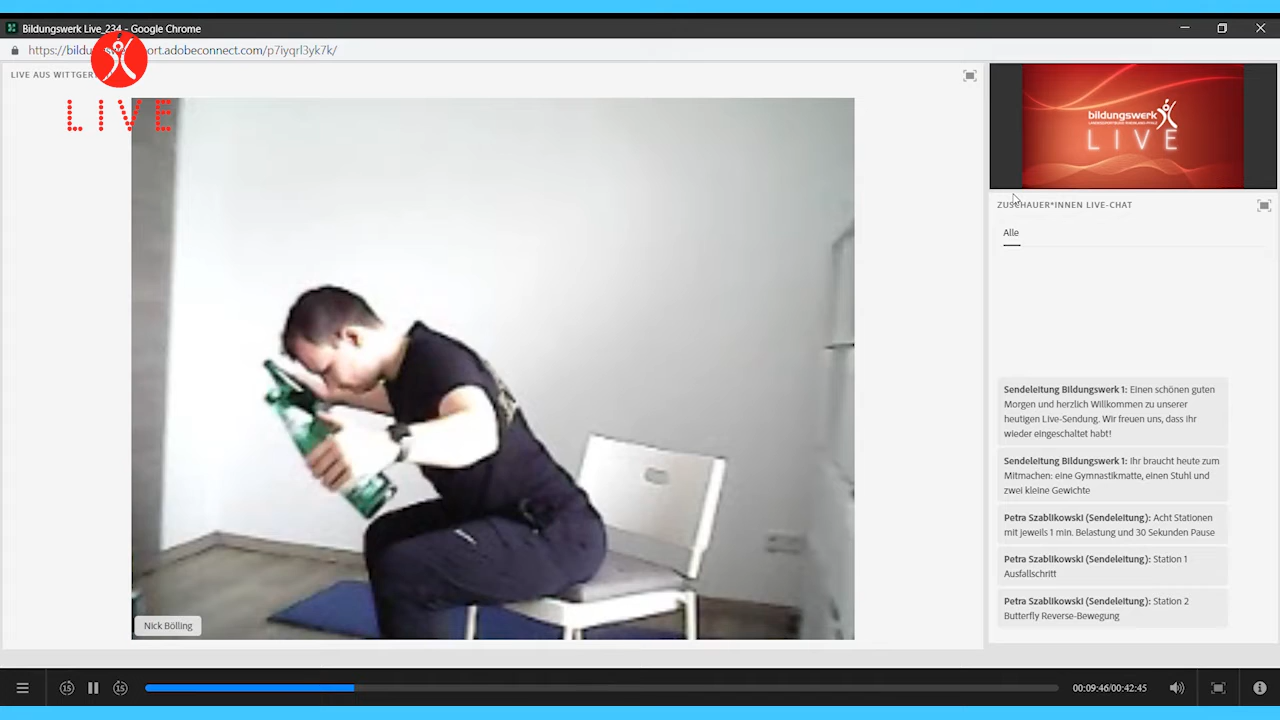 Bildungswerk Live_234 - Google Chrome
https://bildu ort.adobeconnect.com/p7iyqrl3yk7k/
LIVE AUS WITTGER
LIVE
Nick Bölling
bildungswerk
LIVE
ZUSCHAUER*INNEN LIVE-CHAT
Alle
Sendeleitung Bildungswerk 1: Einen schönen guten
Morgen und herzlich Willkommen zu unserer
heutigen Live-Sendung. Wir freuen uns, dass ihr
wieder eingeschaltet habt!
Sendeleitung Bildungswerk 1: Ihr braucht heute zum
Mitmachen: eine Gymnastikmatte, einen Stuhl und
zwei kleine Gewichte
Petra Szablikowski (Sendeleitung): Acht Stationen
mit jeweils 1 min. Belastung und 30 Sekunden Pause
Petra Szablikowski (Sendeleitung): Station 1
Ausfallschritt
Petra Szablikowski (Sendeleitung): Station 2
Butterfly Reverse-Bewegung
15 15 00:09:46/00:42:45